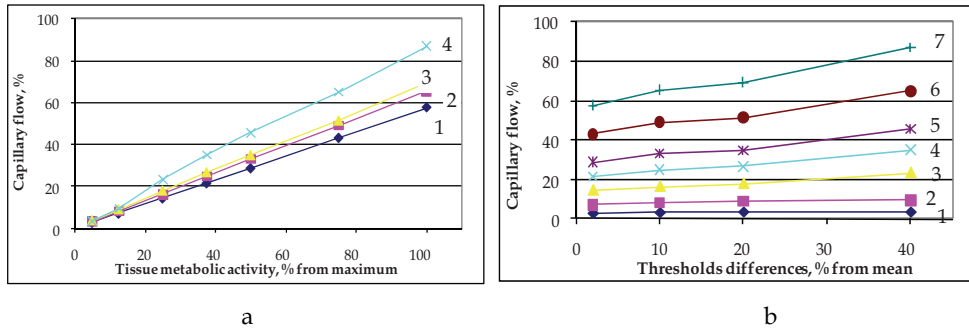 100
80
60
40
20
0
0 20 40 60 80 100
Capillary flow, %
Tissue metabolic activity, % from maximum
4
3
2
1
a
100
80
60
40
20
0
0 10 20 30 40
Capillary flow, %
Thresholds differences, % from mean
7
6
5
4
3
2
1
b